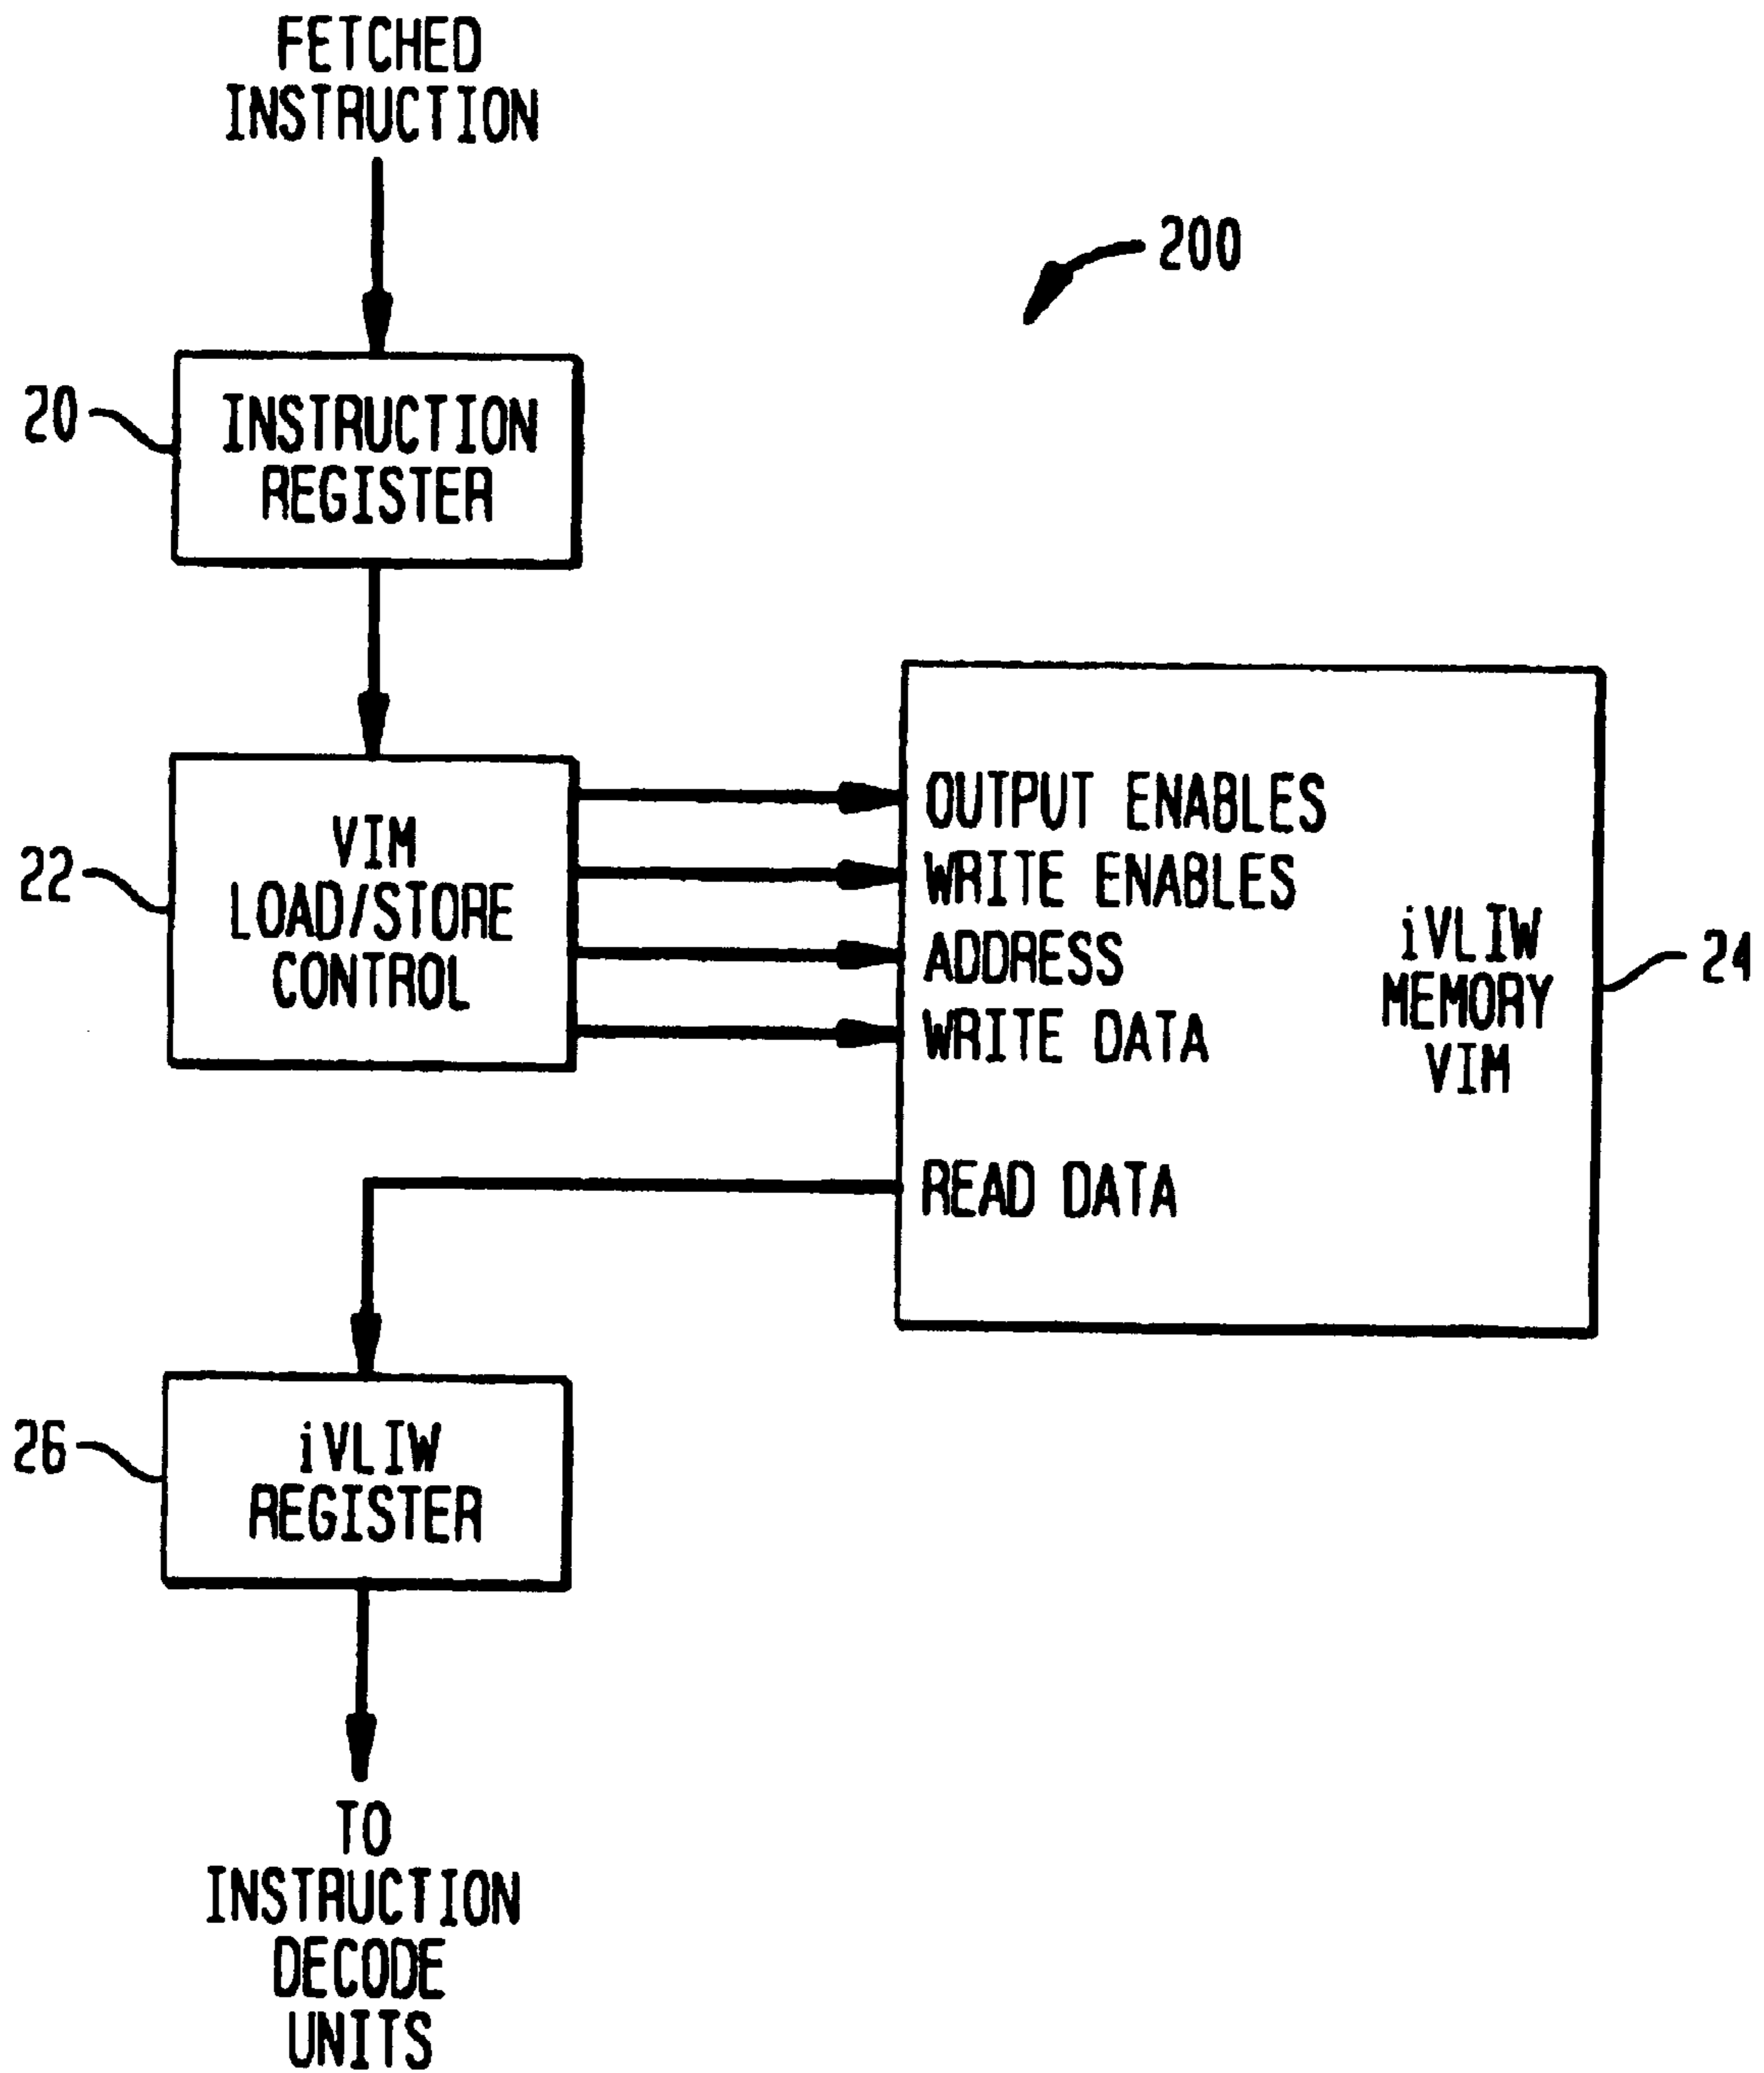 FETCHED
INSTRUCTION
200
20
INSTRUCTION
REGISTER
22
VIM
LOAD/STORE
CONTROL
OUTPUT ENABLES
WRITE ENABLES
ADDRESS
WRITE DATA
READ DATA
iVLIW
MEMORY
VIM
24
26
iVLIW
REGISTER
TO
INSTRUCTION
DECODE
UNITS